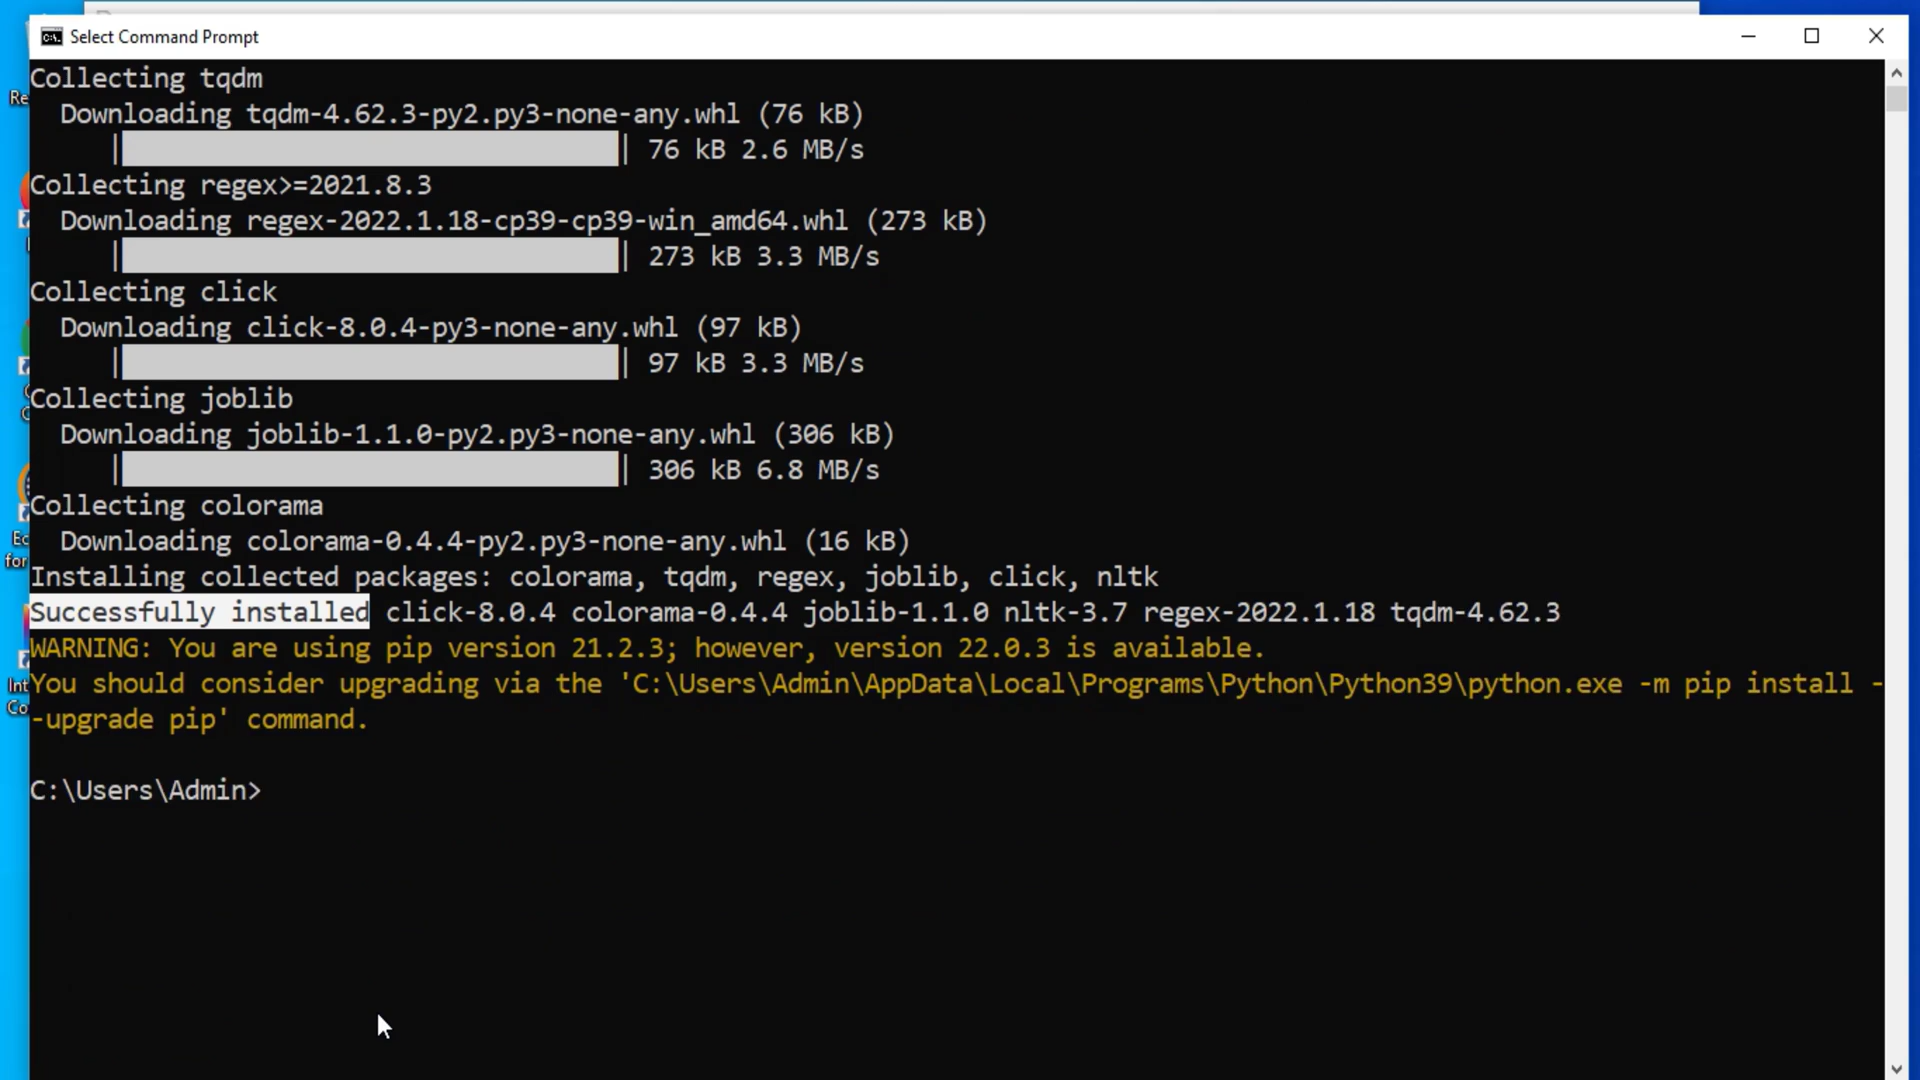 Select Command Prompt
Collecting tqdm
Downloading tqdm-4.62.3-py2.py3-none-any.whl (76 kB)
| | 76 kB 2.6 MB/s
Collecting regex>=2021.8.3
Downloading regex-2022.1.18-cp39-cp39-win_amd64.whl (273 kB)
| | 273 kB 3.3 MB/s
Collecting click
Downloading click-8.0.4-py3-none-any.whl (97 kB)
| | 97 kB 3.3 MB/s
Collecting joblib
Downloading joblib-1.1.0-py2.py3-none-any.whl (306 kB)
| | 306 kB 6.8 MB/s
Collecting colorama
Downloading colorama-0.4.4-py2.py3-none-any.whl (16 kB)
Installing collected packages: colorama, tqdm, regex, joblib, click, nltk
Successfully installed click-8.0.4 colorama-0.4.4 joblib-1.1.0 nltk-3.7 regex-2022.1.18 tqdm-4.62.3
WARNING: You are using pip version 21.2.3; however, version 22.0.3 is available.
You should consider upgrading via the 'C:\Users\Admin\AppData\Local\Programs\Python\Python39\python.exe -m pip install -
-upgrade pip' command.
C:\Users\Admin>